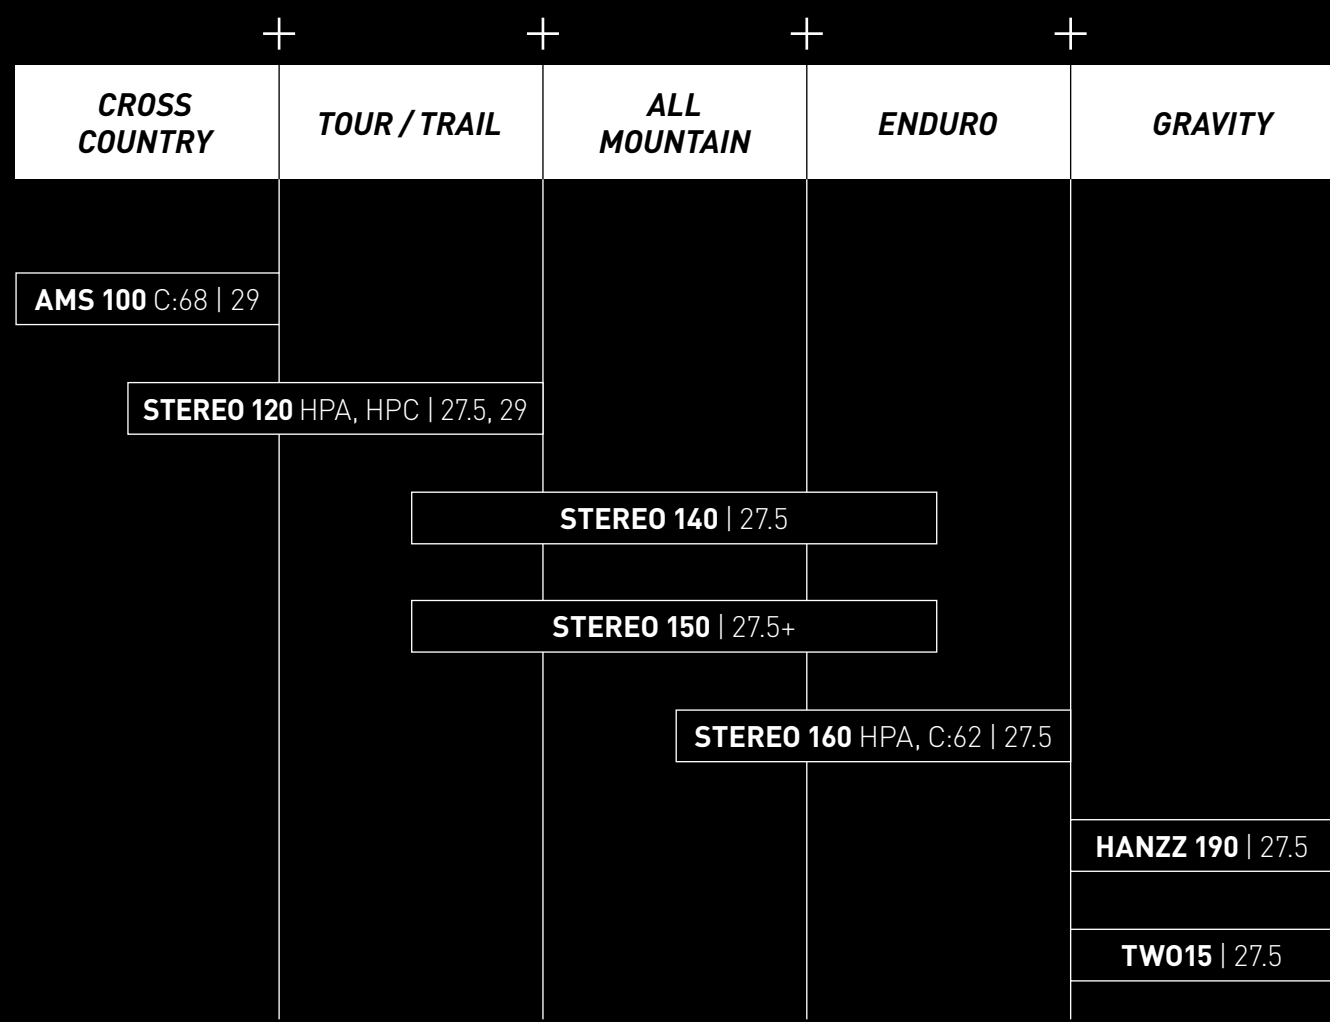 CROSS
COUNTRY
TOUR / TRAIL
ALL
MOUNTAIN
ENDURO
GRAVITY
AMS 100 C:68 | 29
STEREO 120 HPA, HPC | 27.5, 29
STEREO 140 | 27.5
STEREO 150 | 27.5+
STEREO 160 HPA, C:62 | 27.5
HANZZ 190 | 27.5
TWO15 | 27.5